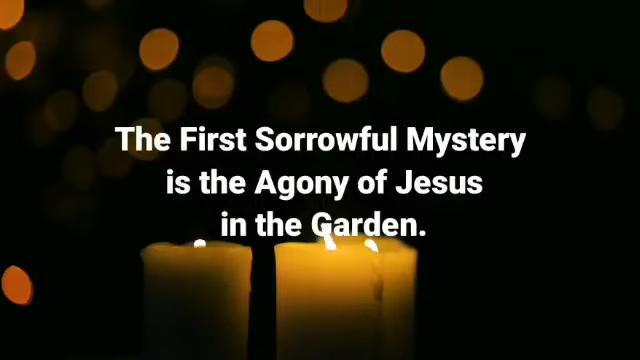 The First Sorrowful Mystery
is the Agony of Jesus
in the Garden.